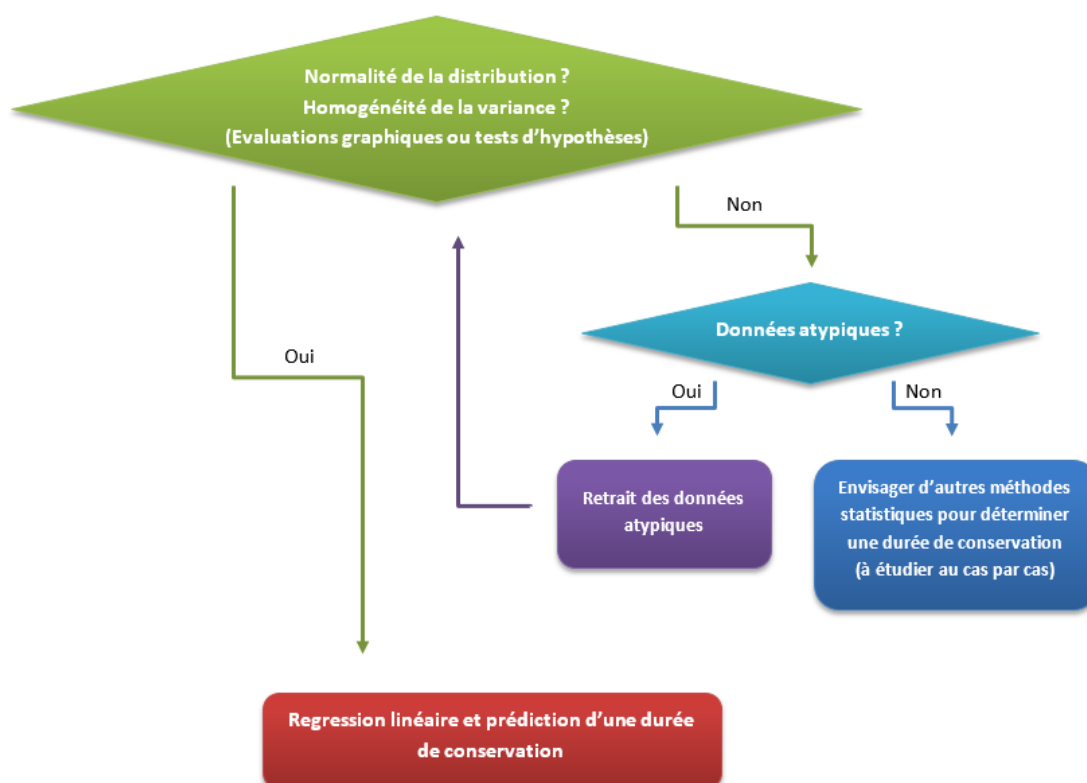 Normalité de la distribution ?
Homogénéité de la variance ?
(Evaluations graphiques ou tests d'hypothèses)
Non
Données atypiques ?
Oui
Oui
Non
Retrait des données
atypiques
Envisager d'autres méthodes
statistiques pour déterminer
une durée de conservation
(à étudier au cas par cas)
Regression linéaire et prédiction d'une durée
de conservation